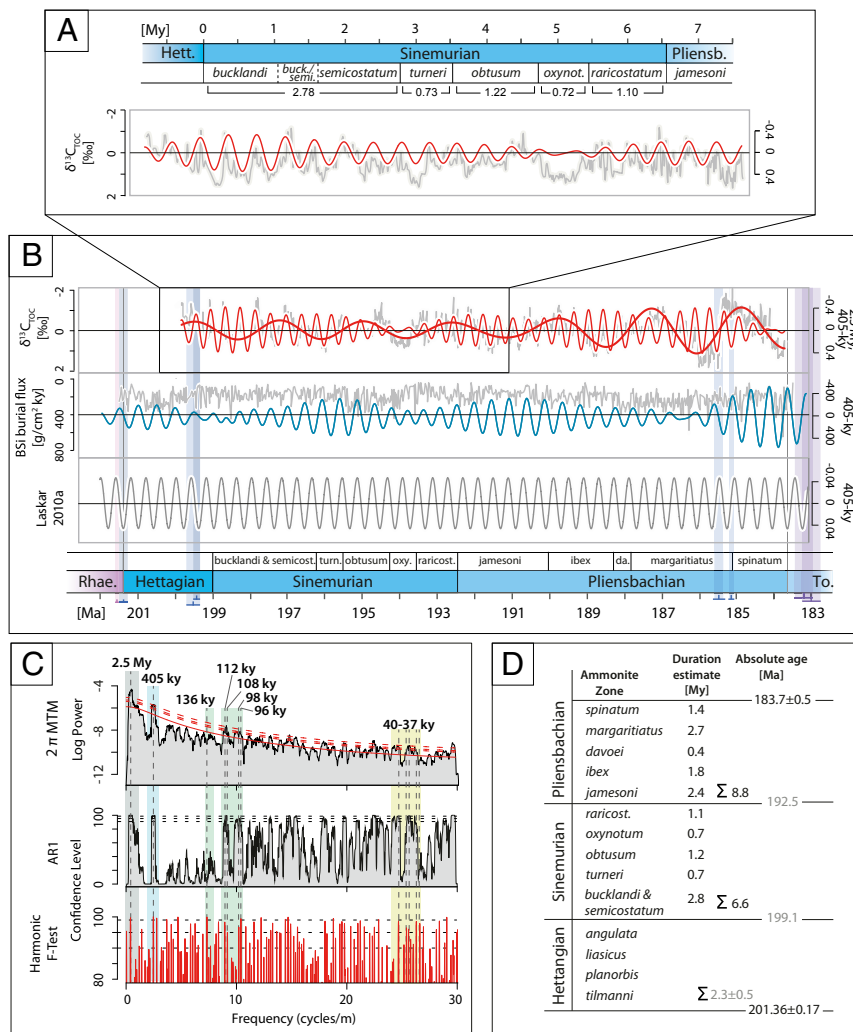 A
[My] 0 1 2 3 4 5 6 7
Hett. Sinemurian Pliensb.
bucklandi buck./ semi. semicostatum turneri obtusum oxynot. raricostatum jamesoni
2.78 0.73 1.22 0.72 1.10
δ13CTOC
[‰]
-2
0
2
-0.4
0
0.4
B
δ13CTOC
[‰]
-2
0
2
-0.4
0
0.4
405-ky
BSi burial flux
[g/cm2 ky]
0
400
800
400
0
400
405-ky
Laskar
2010a
-0.04
0
0.04
405-ky
bucklandi & semicost. turn. obtusum oxy. raricost. jamesoni ibex da. margaritiatus spinatum
Rhae. Hettagian Sinemurian Pliensbachian To.
[Ma] 201 199 197 195 193 191 189 187 185 183
C
2.5 My
405 ky
136 ky
112 ky
108 ky
98 ky
96 ky
40-37 ky
2 π MTM
Log Power
-4
-8
-12
AR1
Confidence Level
100
0
Harmonic
F-Test
100
80
0 10 20 30
Frequency (cycles/m)
D
Ammonite Zone Duration estimate [My] Absolute age [Ma]
183.7±0.5
Pliensbachian
spinatum 1.4
margaritiatus 2.7
davoei 0.4
ibex 1.8
jamesoni 2.4 Σ 8.8
192.5
Sinemurian
raricost. 1.1
oxynotum 0.7
obtusum 1.2
turneri 0.7
bucklandi & semicostatum 2.8 Σ 6.6
199.1
Hettangian
angulata
liasicus
planorbis
tilmanni Σ 2.3±0.5
201.36±0.17